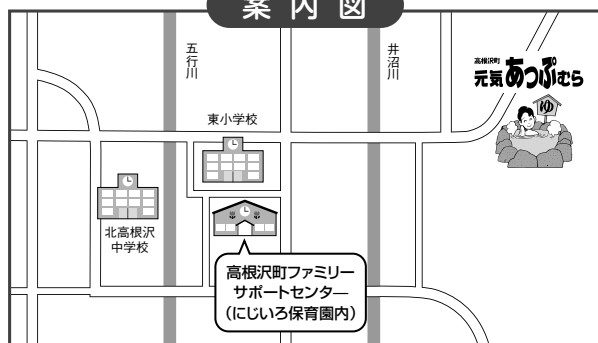 案内図
五行川
井沼川
高根沢町
元気あっぷむら
ゆ
東小学校
北高根沢
中学校
高根沢町ファミリー
サポートセンター
(にじいろ保育園内)